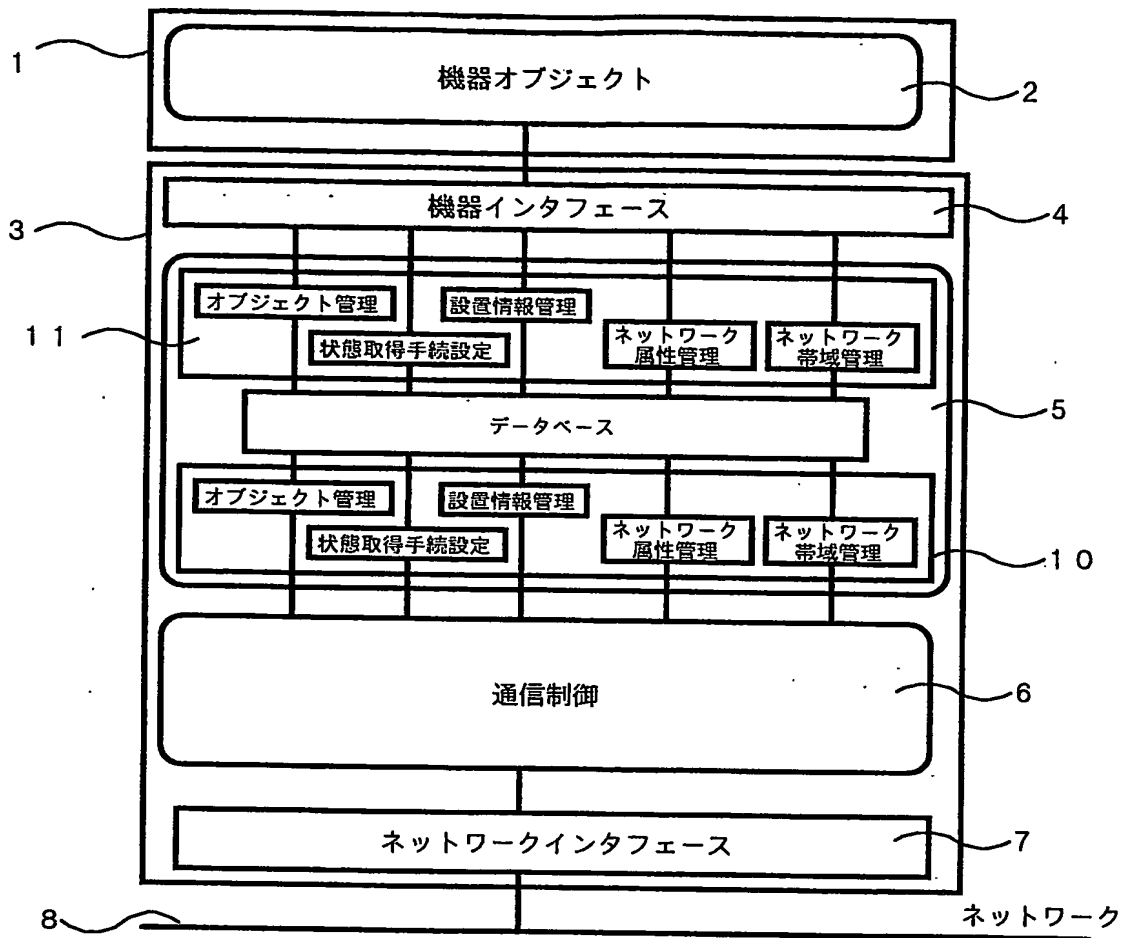 1
機器オブジェクト
2
機器インタフェース
4
3
オブジェクト管理
設置情報管理
11
状態取得手続設定
ネットワーク
属性管理
ネットワーク
帯域管理
データベース
5
オブジェクト管理
設置情報管理
状態取得手続設定
ネットワーク
属性管理
ネットワーク
帯域管理
10
通信制御
6
ネットワークインタフェース
7
8
ネットワーク